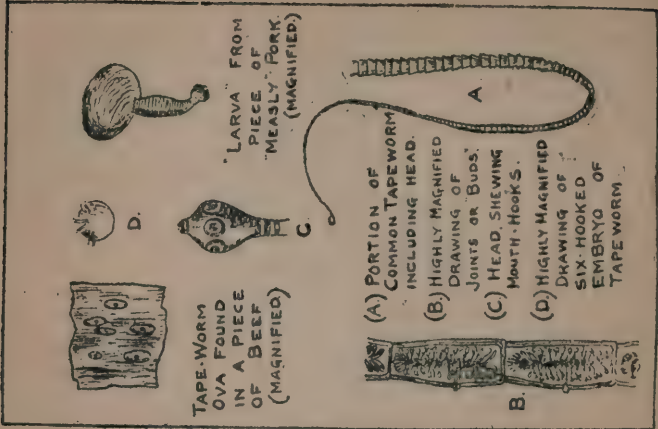 "LARVA" FROM
PIECE OF
"MEASLY" PORK.
(MAGNIFIED.)
D.
C.
TAPE-WORM
OVA FOUND
IN A PIECE
OF BEEF
(MAGNIFIED)
A
(A) PORTION OF
COMMON TAPEWORM
INCLUDING HEAD.
(B.) HIGHLY MAGNIFIED
DRAWING OF
JOINTS OR "BUDS."
(C) HEAD, SHEWING
MOUTH-HOOKS.
(D) HIGHLY MAGNIFIED
DRAWING OF
SIX-HOOKED
EMBRYO OF
TAPEWORM.
B.